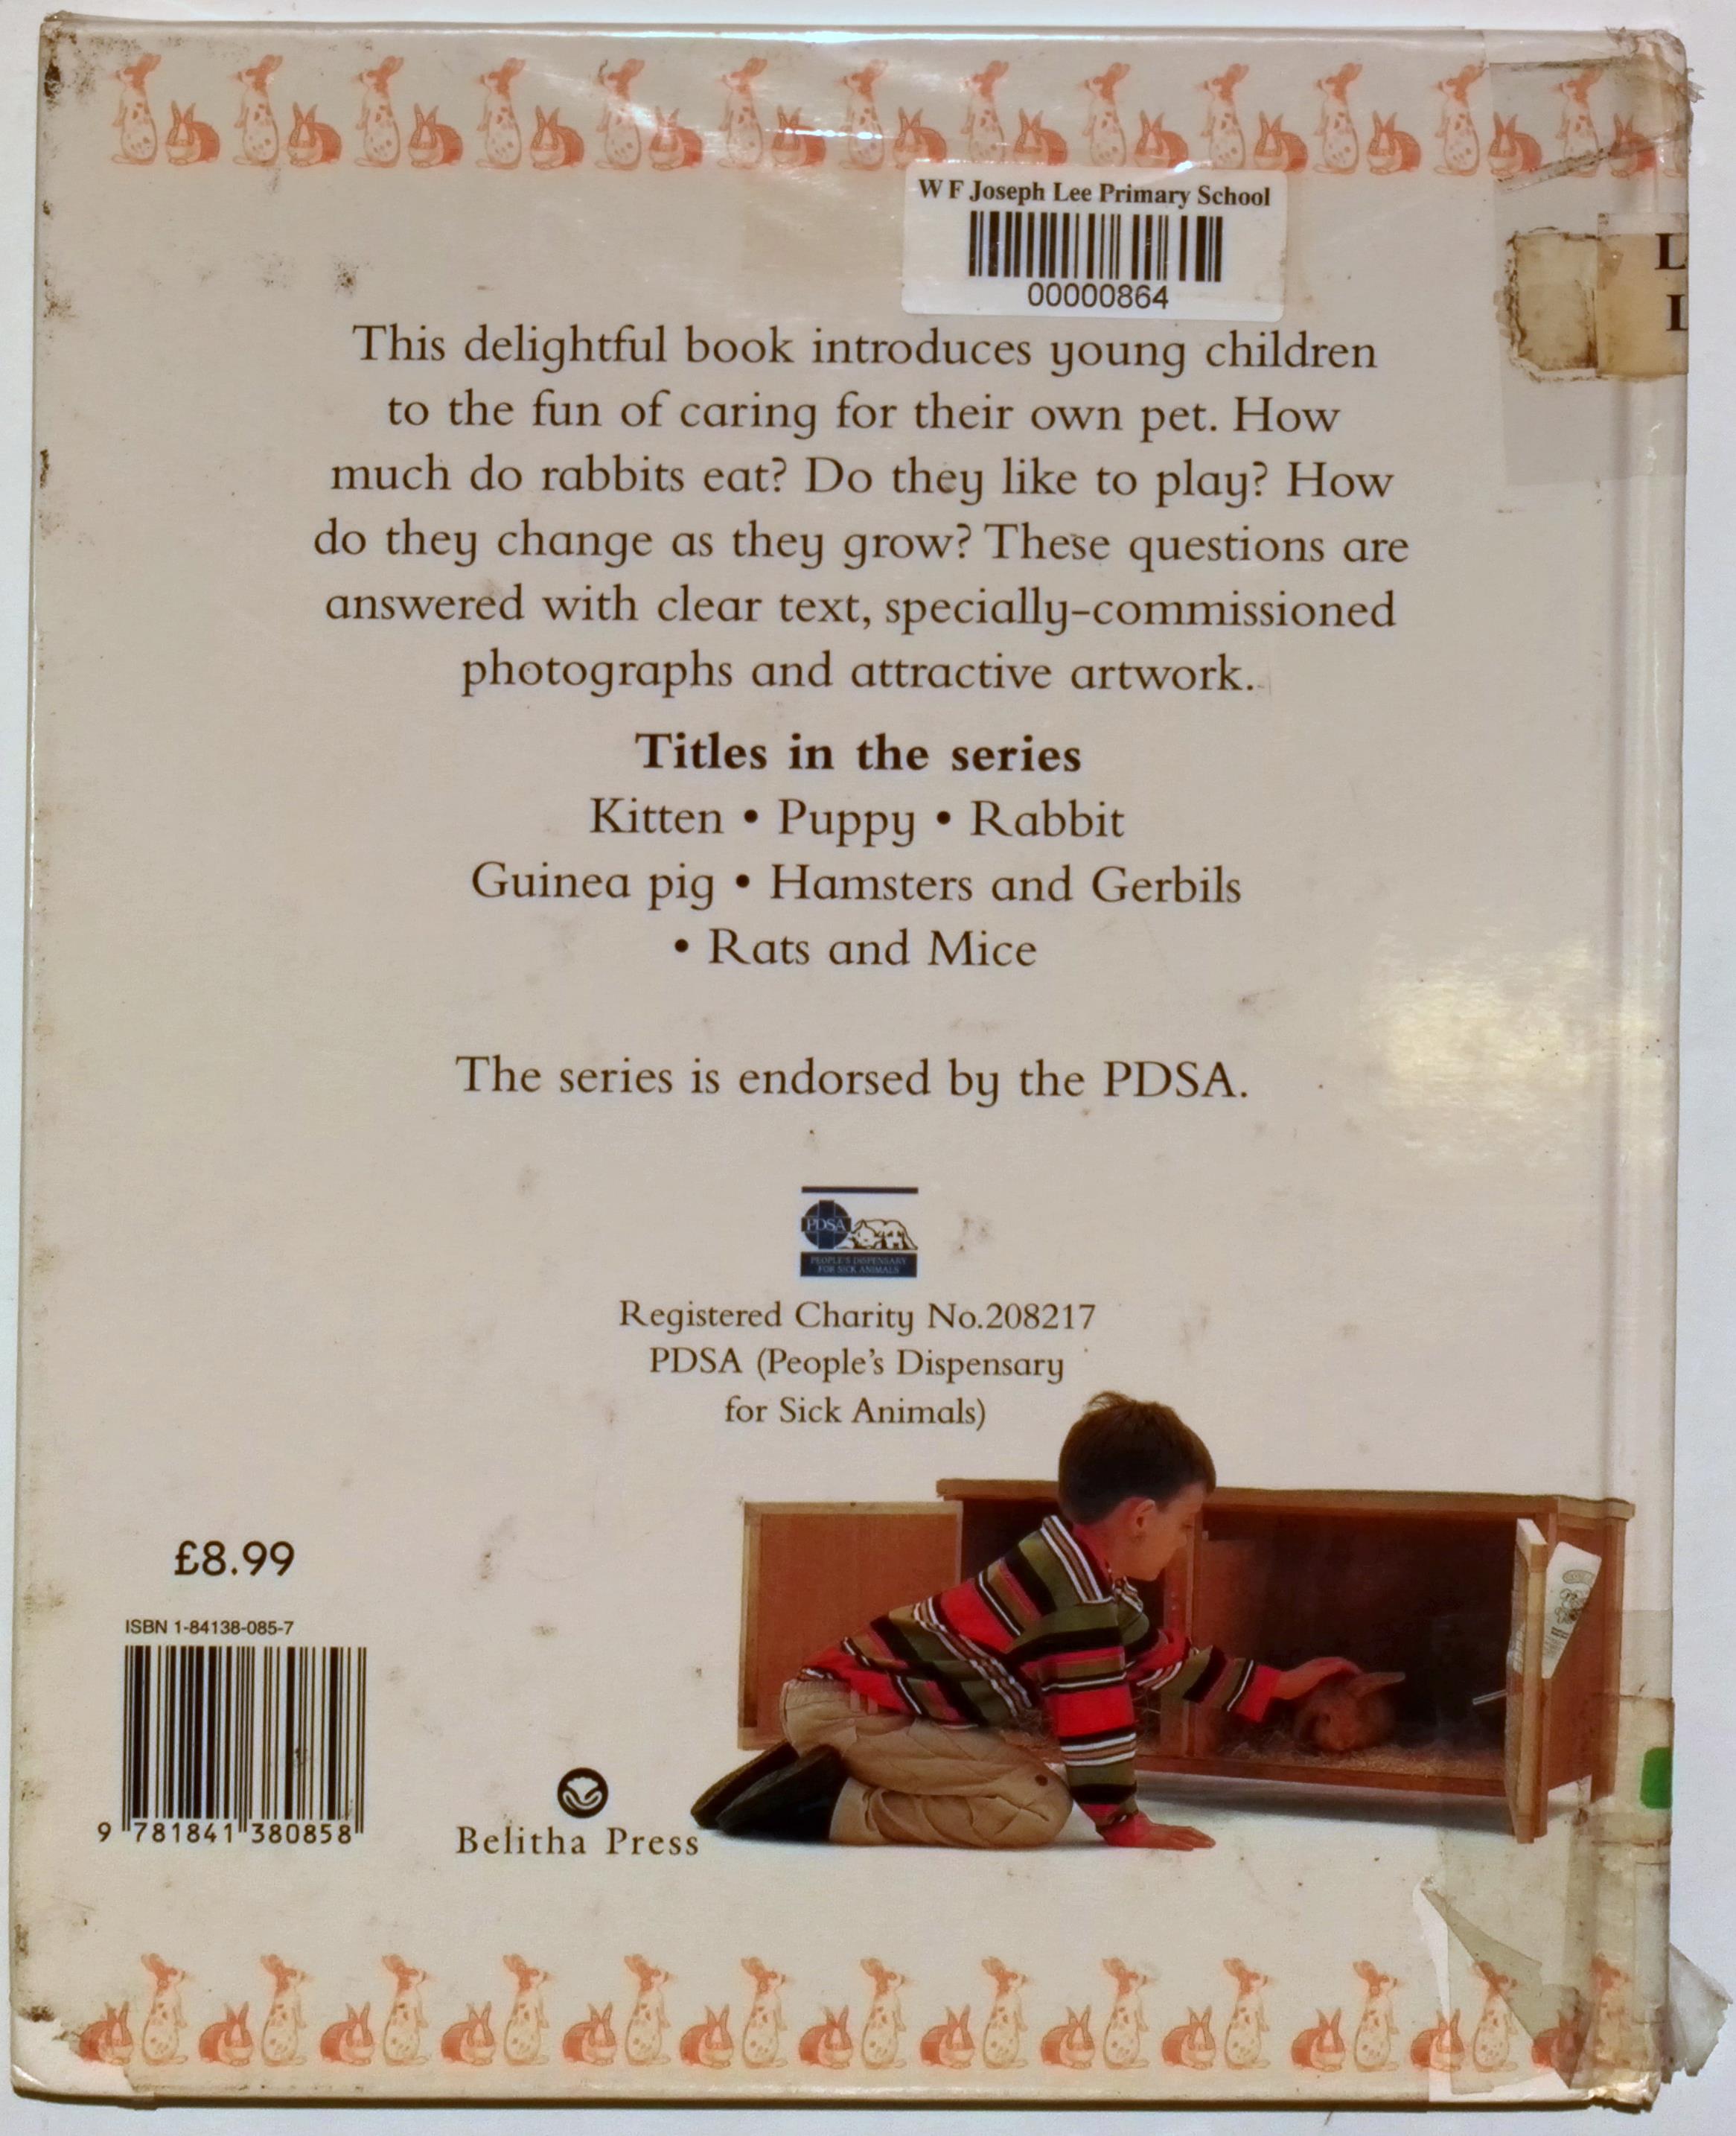 W F Joseph Lee Primary School
00000864
L
L
This delightful book introduces young children
to the fun of caring for their own pet. How
much do rabbits eat? Do they like to play? How
do they change as they grow? These questions are
answered with clear text, specially-commissioned
photographs and attractive artwork.
Titles in the series
Kitten • Puppy • Rabbit
Guinea pig • Hamsters and Gerbils
• Rats and Mice
The series is endorsed by the PDSA.
PDSA
PEOPLE'S DISPENSARY
FOR SICK ANIMALS
Registered Charity No.208217
PDSA (People's Dispensary
for Sick Animals)
£8.99
ISBN 1-84138-085-7
9 781841 380858
Belitha Press